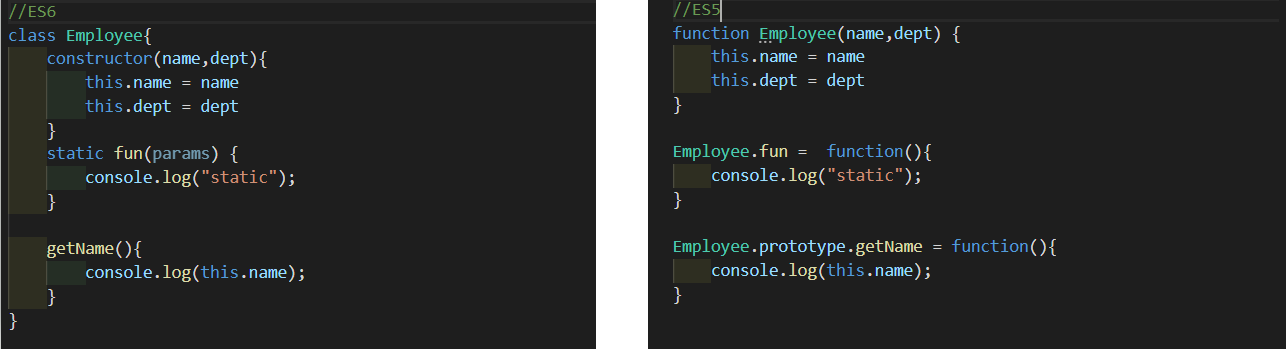 //ES6
class Employee{
    constructor(name,dept){
        this.name = name
        this.dept = dept
    }
    static fun(params) {
        console.log("static");
    }

    getName(){
        console.log(this.name);
    }
}

//ES5
function Employee(name,dept) {
    this.name = name
    this.dept = dept
}

Employee.fun =  function(){
    console.log("static");
}

Employee.prototype.getName = function(){
    console.log(this.name);
}